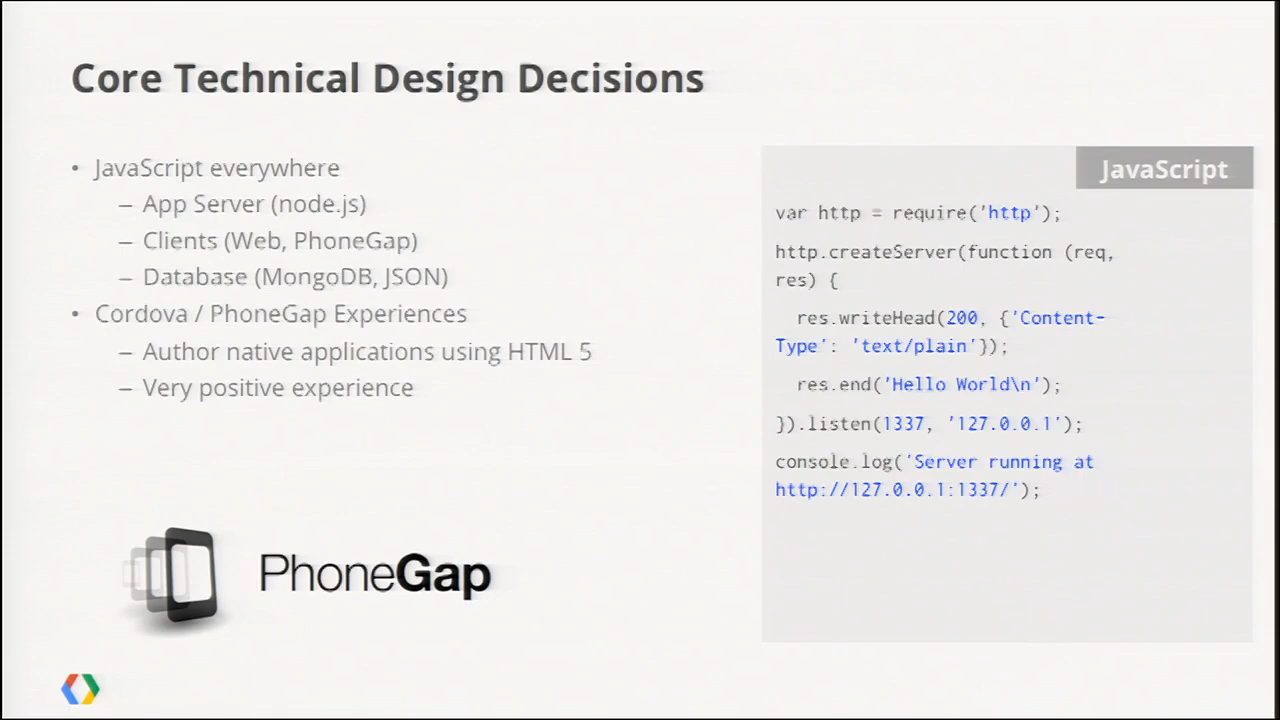 Core Technical Design Decisions
• JavaScript everywhere
– App Server (node.js)
– Clients (Web, PhoneGap)
– Database (MongoDB, JSON)
• Cordova / PhoneGap Experiences
– Author native applications using HTML 5
– Very positive experience
PhoneGap
JavaScript
var http = require('http');
http.createServer(function (req,
res) {
res.writeHead(200, {'Content-
Type': 'text/plain'});
res.end('Hello World\n');
}).listen(1337, '127.0.0.1');
console.log('Server running at
http://127.0.0.1:1337/');